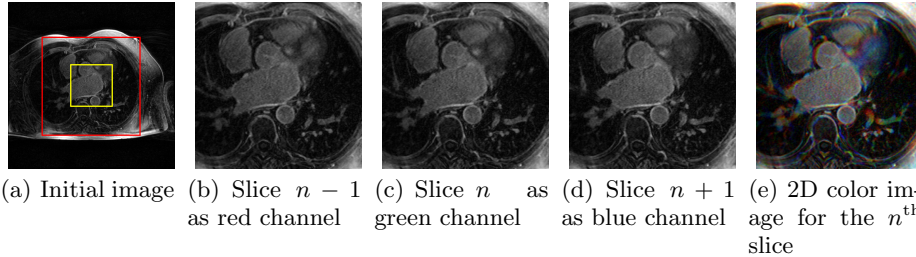 (a) Initial image
(b) Slice n − 1
as red channel
(c) Slice n as
green channel
(d) Slice n + 1
as blue channel
(e) 2D color im-
age for the nth
slice